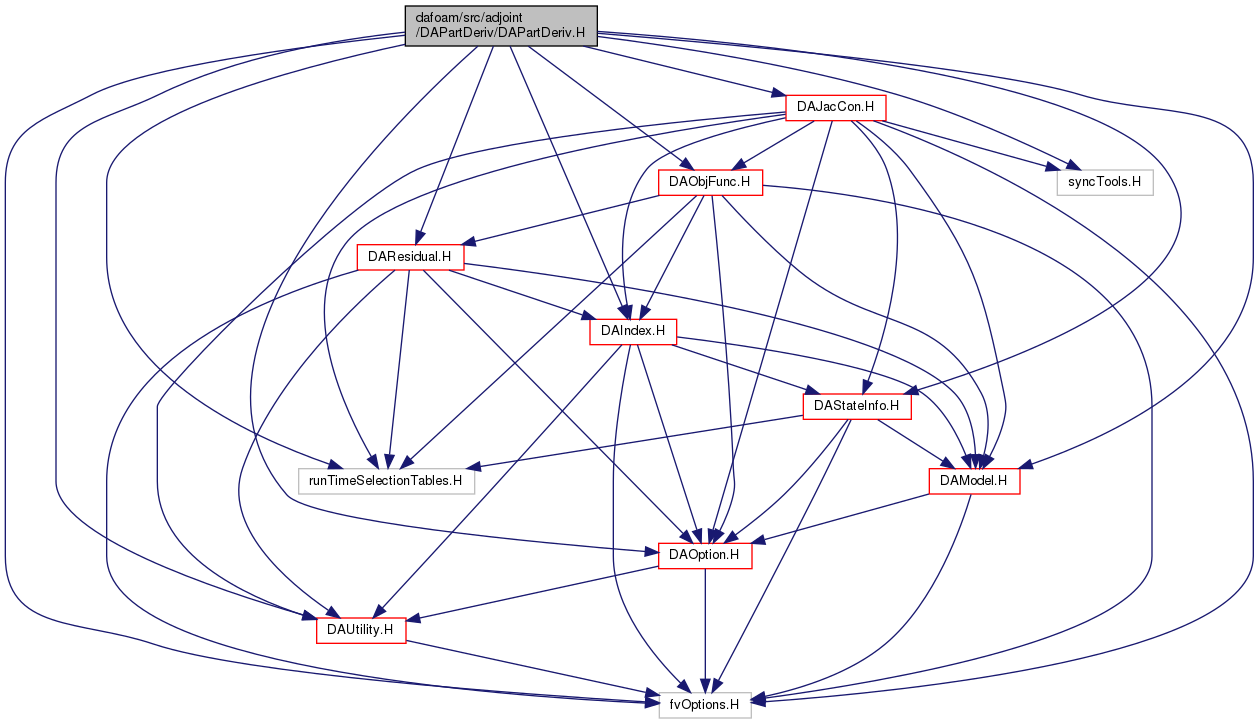 dafoam/src/adjoint
/DAPartDeriv/DAPartDeriv.H
DAJacCon.H
DAObjFunc.H
syncTools.H
DAResidual.H
DAIndex.H
DAStateInfo.H
runTimeSelectionTables.H
DAModel.H
DAOption.H
DAUtility.H
fvOptions.H